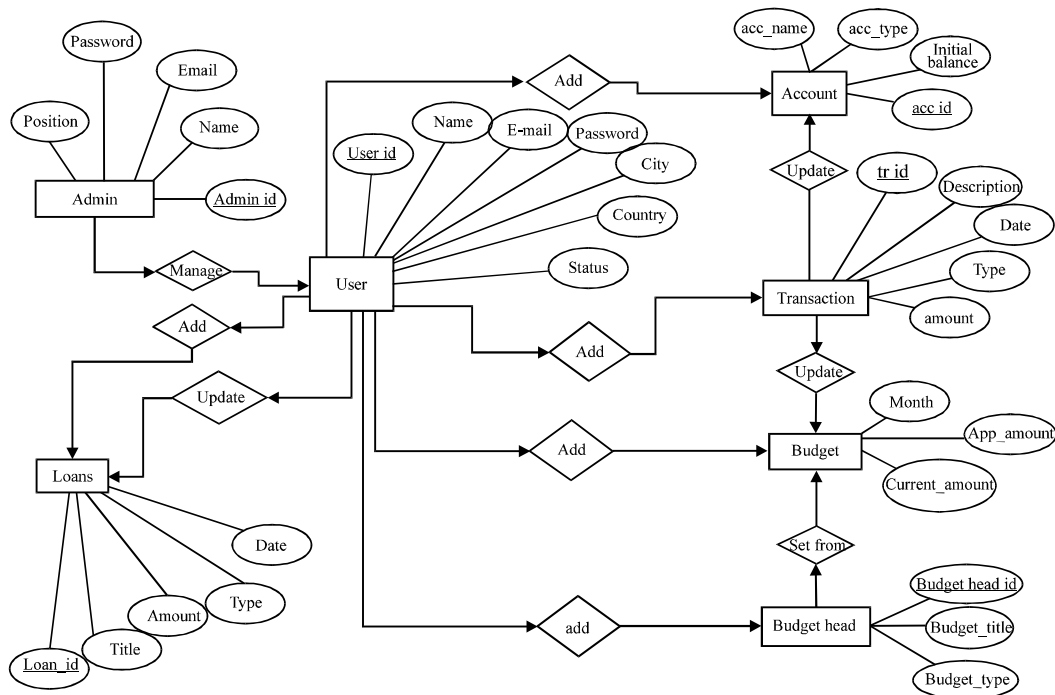 acc_name
acc_type
Password
Initial
balance
Email
Add
Account
acc id
Position
Name
Name
E-mail
Password
User id
City
Update
tr id
Admin
Admin id
Description
Country
Date
Manage
Status
Type
User
Transaction
Add
amount
Add
Update
Update
Month
App_amount
Loans
Add
Budget
Current_amount
Date
Set from
Budget head id
Type
Amount
add
Budget head
Budget_title
Title
Loan_id
Budget_type